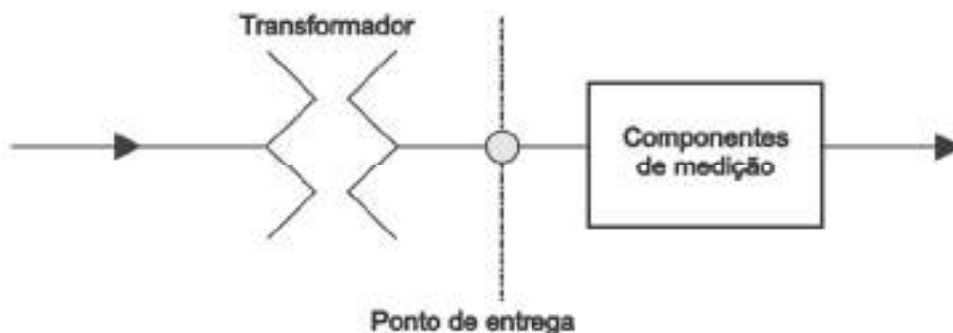 Transformador
Componentes
de medição
Ponto de entrega